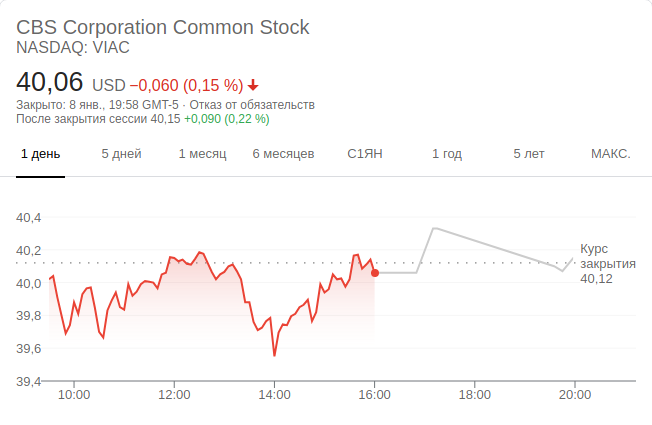 CBS Corporation Common Stock
NASDAQ: VIAC
40,06 USD −0,060 (0,15 %)
Закрыто: 8 янв., 19:58 GMT-5 · Отказ от обязательств
После закрытия сессии 40,15 +0,090 (0,22 %)
1 день 5 дней 1 месяц 6 месяцев С1ЯН 1 год 5 лет МАКС.
40,4
40,2
40,0
39,8
39,6
39,4
Курс
закрытия
40,12
10:00 12:00 14:00 16:00 18:00 20:00